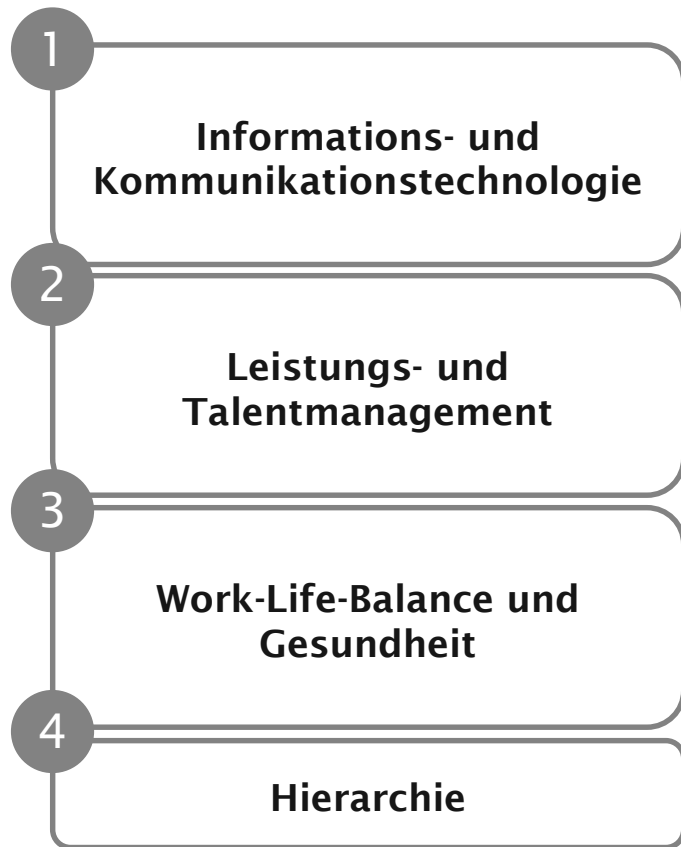 1
Informations- und
Kommunikationstechnologie
2
Leistungs- und
Talentmanagement
3
Work-Life-Balance und
Gesundheit
4
Hierarchie